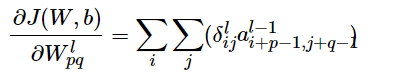 ∂J(W,b)/∂W^l_{pq} = ∑_i ∑_j (δ^l_{ij} a^{l−1}_{i+p−1,j+q−1})